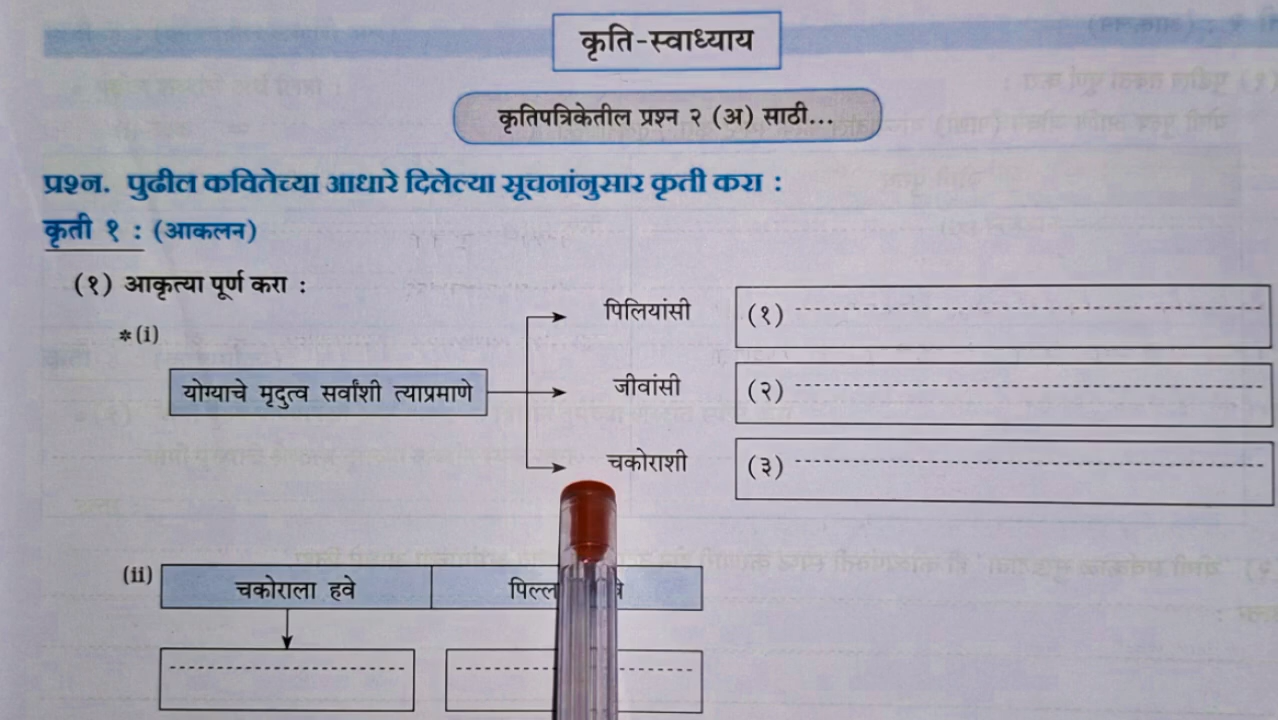 कृति-स्वाध्याय
कृतिपत्रिकेतील प्रश्न २ (अ) साठी...
प्रश्न. पुढील कवितेच्या आधारे दिलेल्या सूचनांनुसार कृती करा :
कृती १ : (आकलन)
(१) आकृत्या पूर्ण करा :
* (i)
पिलियांसी (१)
योग्याचे मृदुत्व सर्वांशी त्याप्रमाणे जीवांसी (२)
चकोराशी (३)
(ii) चकोराला हवे